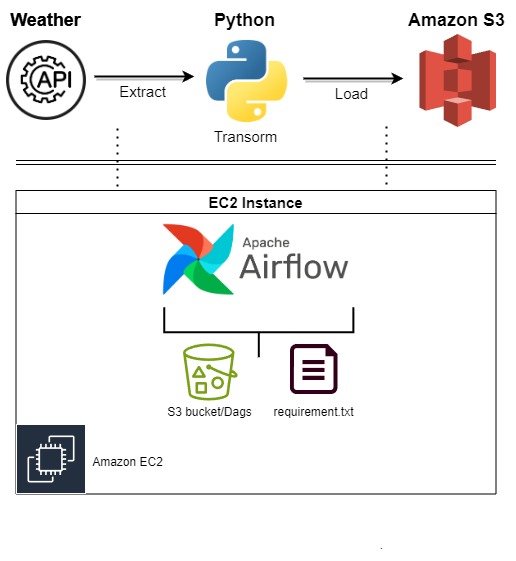 Weather
Python
Amazon S3
API
Extract
Load
Transorm
EC2 Instance
Apache
Airflow
S3 bucket/Dags
requirement.txt
Amazon EC2
.